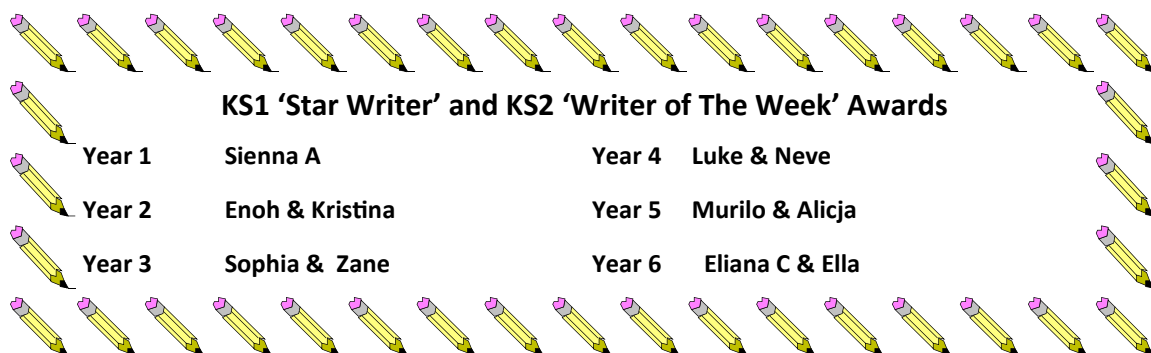 KS1 ‘Star Writer’ and KS2 ‘Writer of The Week’ Awards
Year 1 Sienna A Year 4 Luke & Neve
Year 2 Enoh & Kristina Year 5 Murilo & Alicja
Year 3 Sophia & Zane Year 6 Eliana C & Ella